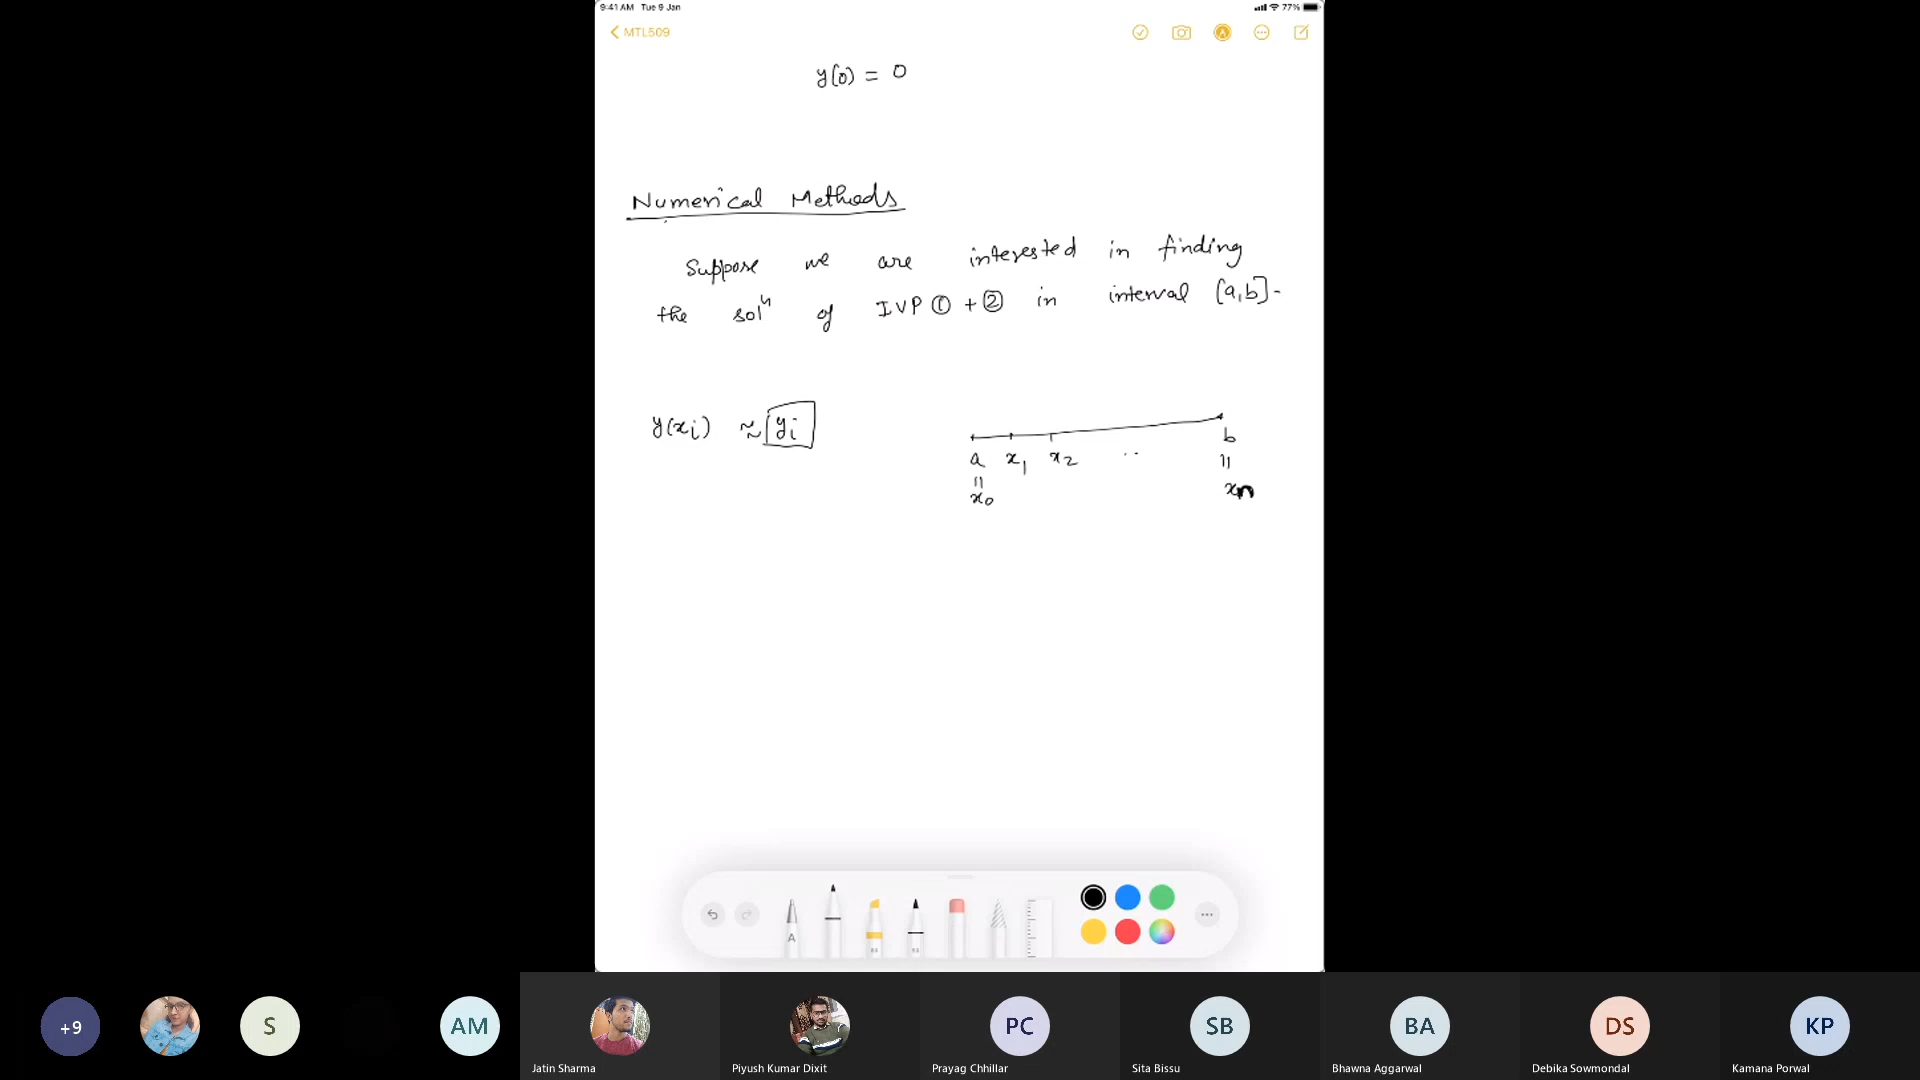 9:41 AM Tue 9 Jan
77%
MTL509
y(0) = 0
Numerical Methods
Suppose we are interested in finding
the solⁿ of IVP ① + ② in interval [a,b].
y(xᵢ) ≈ yᵢ
a x₁ x₂ .. b
= =
x₀ xₙ
A
+9
S
AM
PC
SB
BA
DS
KP
Jatin Sharma
Piyush Kumar Dixit
Prayag Chhillar
Sita Bissu
Bhawna Aggarwal
Debika Sowmondal
Kamana Porwal